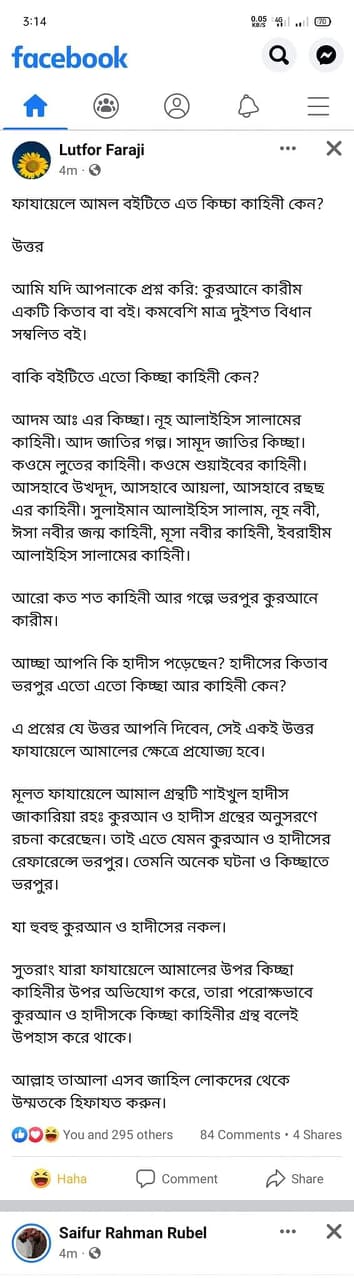 3:14
0.05 KB/S 4G 70
facebook
Lutfor Faraji
4m ·
ফাযায়েলে আমল বইটিতে এত কিচ্চা কাহিনী কেন?
উত্তর
আমি যদি আপনাকে প্রশ্ন করি: কুরআনে কারীম
একটি কিতাব বা বই। কমবেশি মাত্র দুইশত বিধান
সম্বলিত বই।
বাকি বইটিতে এতো কিচ্ছা কাহিনী কেন?
আদম আঃ এর কিচ্ছা। নূহ আলাইহিস সালামের
কাহিনী। আদ জাতির গল্প। সামূদ জাতির কিচ্ছা।
কওমে লুতের কাহিনী। কওমে শুয়াইবের কাহিনী।
আসহাবে উখদূদ, আসহাবে আয়লা, আসহাবে রছছ
এর কাহিনী। সুলাইমান আলাইহিস সালাম, নূহ নবী,
ঈসা নবীর জন্ম কাহিনী, মূসা নবীর কাহিনী, ইবরাহীম
আলাইহিস সালামের কাহিনী।
আরো কত শত কাহিনী আর গল্পে ভরপুর কুরআনে
কারীম।
আচ্ছা আপনি কি হাদীস পড়েছেন? হাদীসের কিতাব
ভরপুর এতো এতো কিচ্ছা আর কাহিনী কেন?
এ প্রশ্নের যে উত্তর আপনি দিবেন, সেই একই উত্তর
ফাযায়েলে আমালের ক্ষেত্রে প্রযোজ্য হবে।
মূলত ফাযায়েলে আমাল গ্রন্থটি শাইখুল হাদীস
জাকারিয়া রহঃ কুরআন ও হাদীস গ্রন্থের অনুসরণে
রচনা করেছেন। তাই এতে যেমন কুরআন ও হাদীসের
রেফারেন্সে ভরপুর। তেমনি অনেক ঘটনা ও কিচ্ছাতে
ভরপুর।
যা হুবহু কুরআন ও হাদীসের নকল।
সুতরাং যারা ফাযায়েলে আমালের উপর কিচ্ছা
কাহিনীর উপর অভিযোগ করে, তারা পরোক্ষভাবে
কুরআন ও হাদীসকে কিচ্ছা কাহিনীর গ্রন্থ বলেই
উপহাস করে থাকে।
আল্লাহ তাআলা এসব জাহিল লোকদের থেকে
উম্মতকে হিফাযত করুন।
You and 295 others 84 Comments • 4 Shares
Haha Comment Share
Saifur Rahman Rubel
4m ·